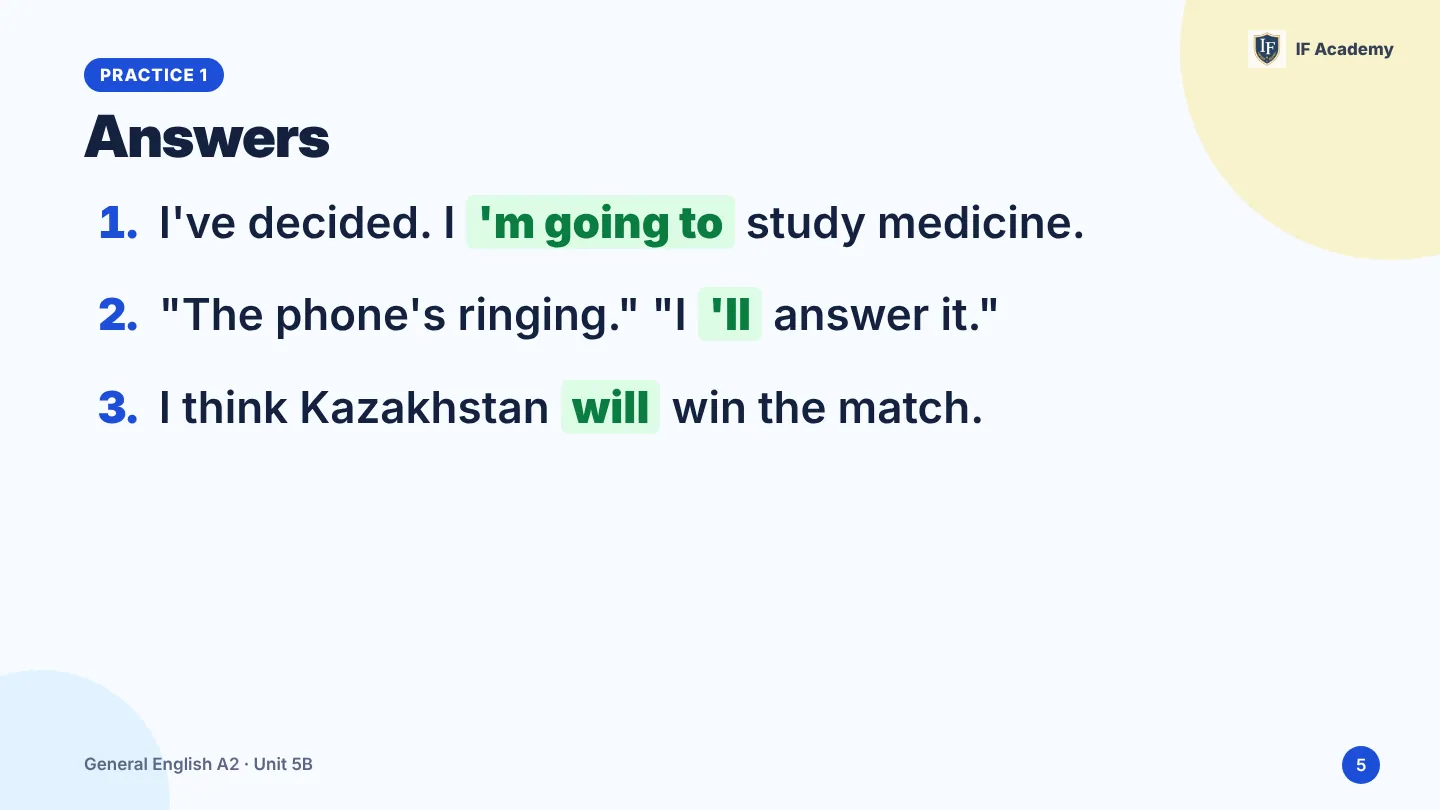 IF Academy
PRACTICE 1
Answers
1. I've decided. I 'm going to study medicine.
2. "The phone's ringing." "I 'll answer it."
3. I think Kazakhstan will win the match.
General English A2 · Unit 5B
5